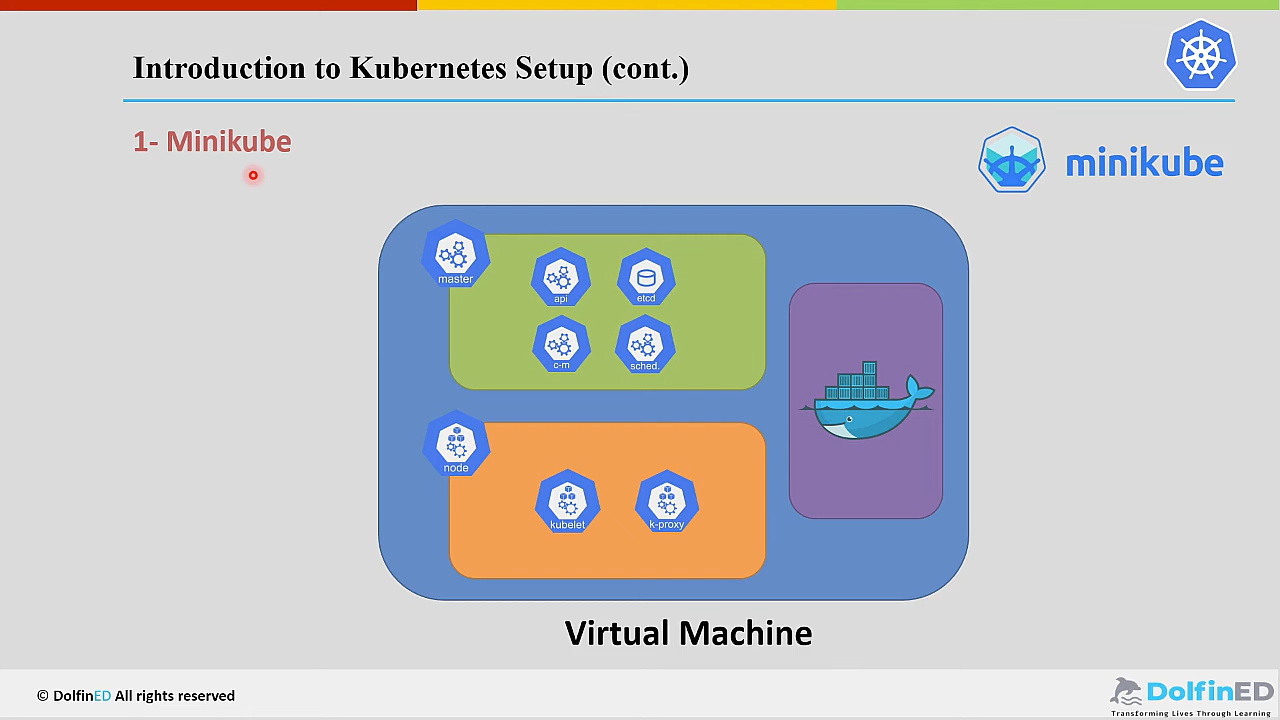 Introduction to Kubernetes Setup (cont.)
1- Minikube
minikube
master
api
etcd
c-m
sched.
node
kubelet
k-proxy
Virtual Machine
© DolfinED All rights reserved
DolfinED
Transforming Lives Through Learning